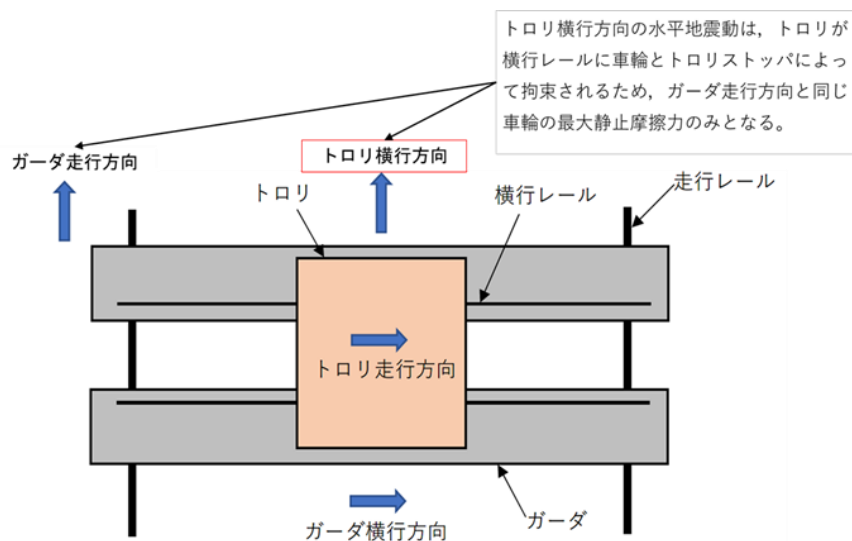 トロリ横行方向の水平地震動は，トロリが
横行レールに車輪とトロリストッパによっ
て拘束されるため，ガーダ走行方向と同じ
車輪の最大静止摩擦力のみとなる。
ガーダ走行方向
トロリ横行方向
トロリ
横行レール
走行レール
トロリ走行方向
ガーダ横行方向
ガーダ